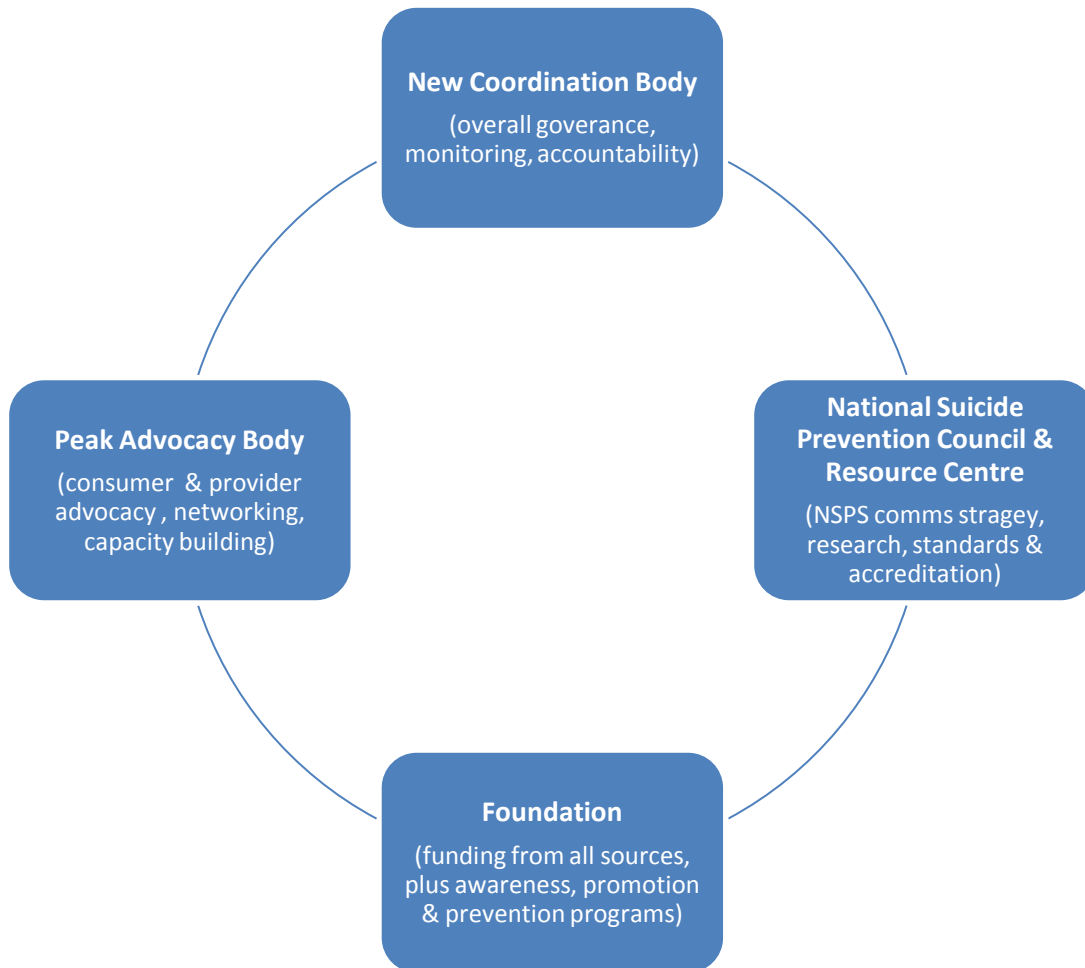 New Coordination Body
(overall goverance,
monitoring, accountability)
Peak Advocacy Body
(consumer & provider
advocacy , networking,
capacity building)
National Suicide
Prevention Council &
Resource Centre
(NSPS comms stragey,
research, standards &
accreditation)
Foundation
(funding from all sources,
plus awareness, promotion
& prevention programs)